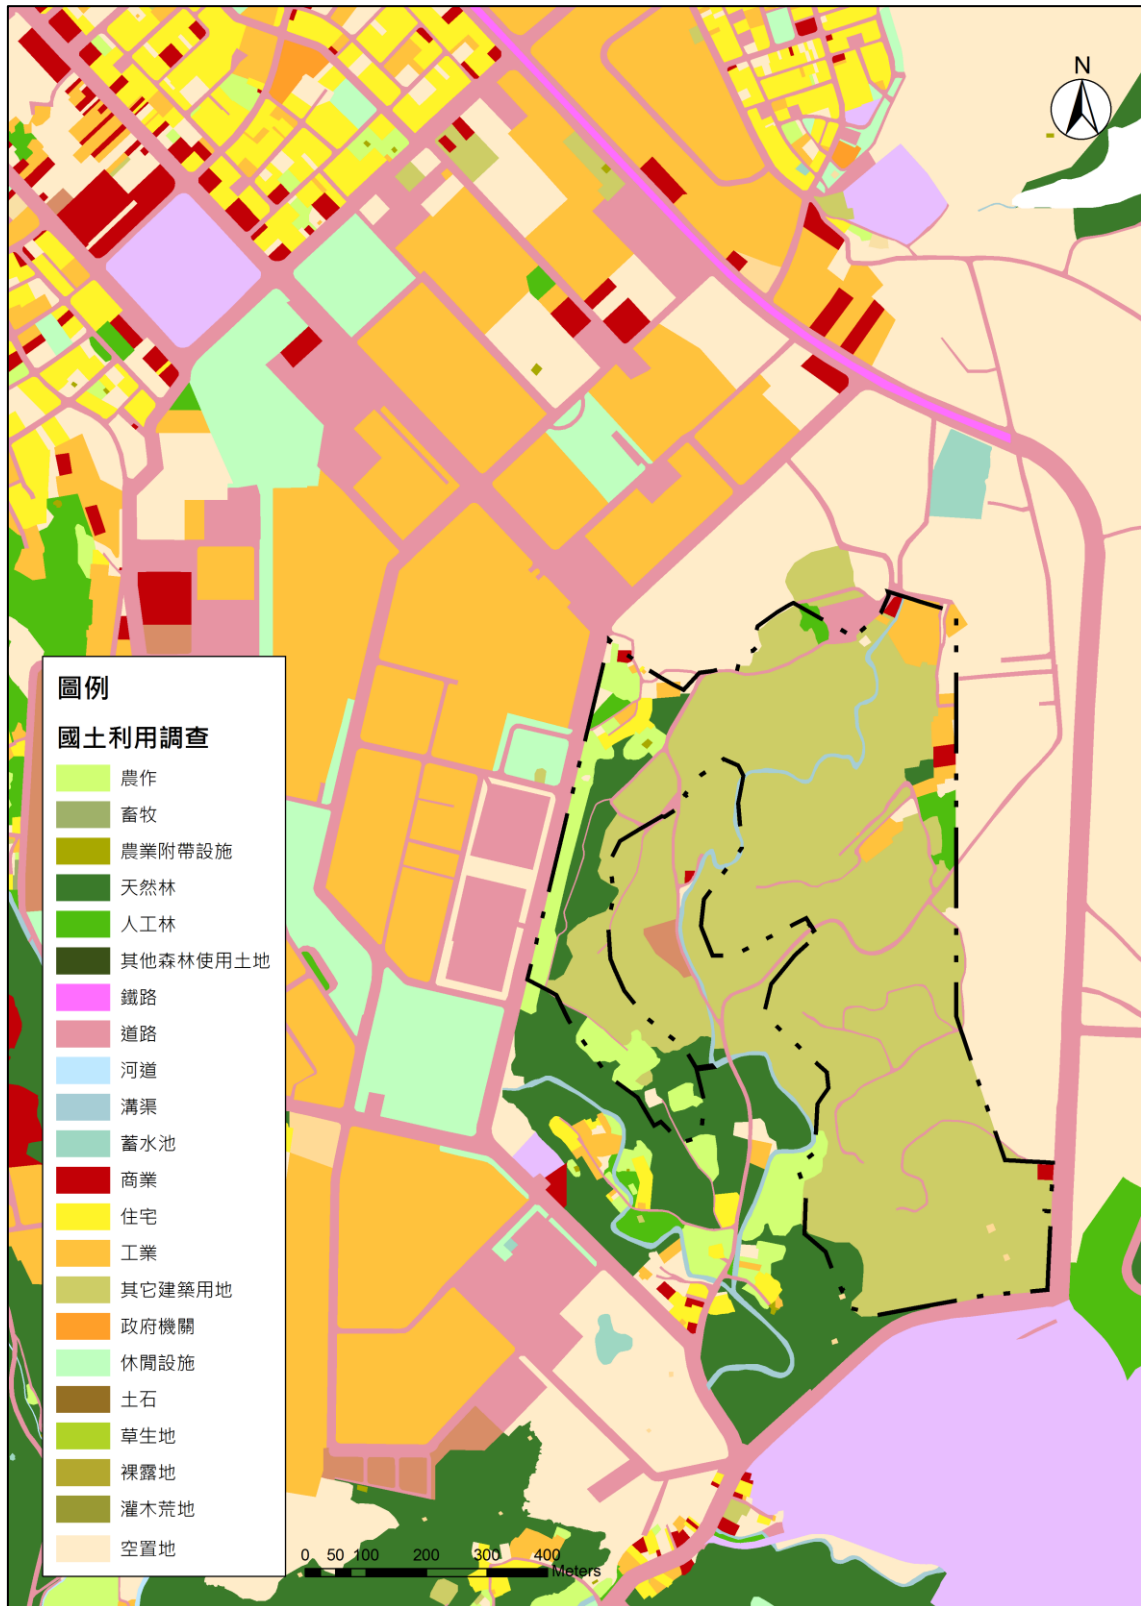 N
圖例
國土利用調查
農作
畜牧
農業附帶設施
天然林
人工林
其他森林使用土地
鐵路
道路
河道
溝渠
蓄水池
商業
住宅
工業
其它建築用地
政府機關
休閒設施
土石
草生地
裸露地
灌木荒地
空置地
0 50 100 200 300 400
Meters